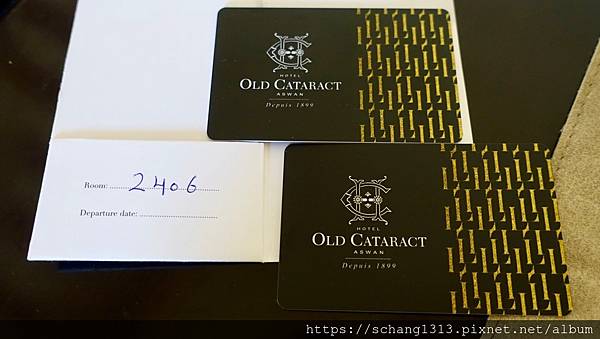 HOTEL
OLD CATARACT
ASWAN
Depuis 1899
Room: 2406
Departure date:
HOTEL
OLD CATARACT
ASWAN
Depuis 1899
https://schang1313.pixnet.net/album